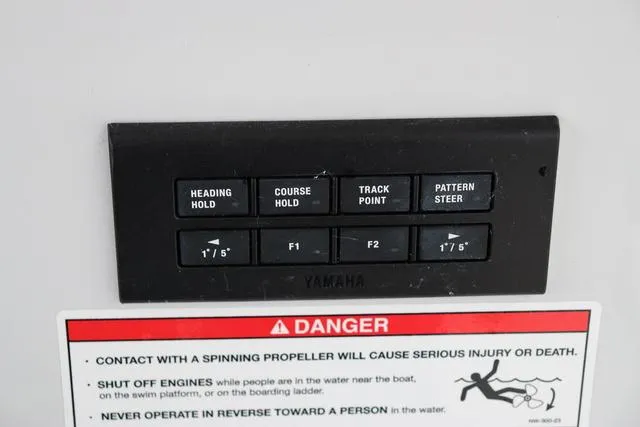 HEADING COURSE TRACK PATTERN
HOLD HOLD POINT STEER
◄ ►
1°/5° F1 F2 1°/5°
YAMAHA
⚠ DANGER
• CONTACT WITH A SPINNING PROPELLER WILL CAUSE SERIOUS INJURY OR DEATH.
• SHUT OFF ENGINES while people are in the water near the boat,
on the swim platform, or on the boarding ladder.
• NEVER OPERATE IN REVERSE TOWARD A PERSON in the water.